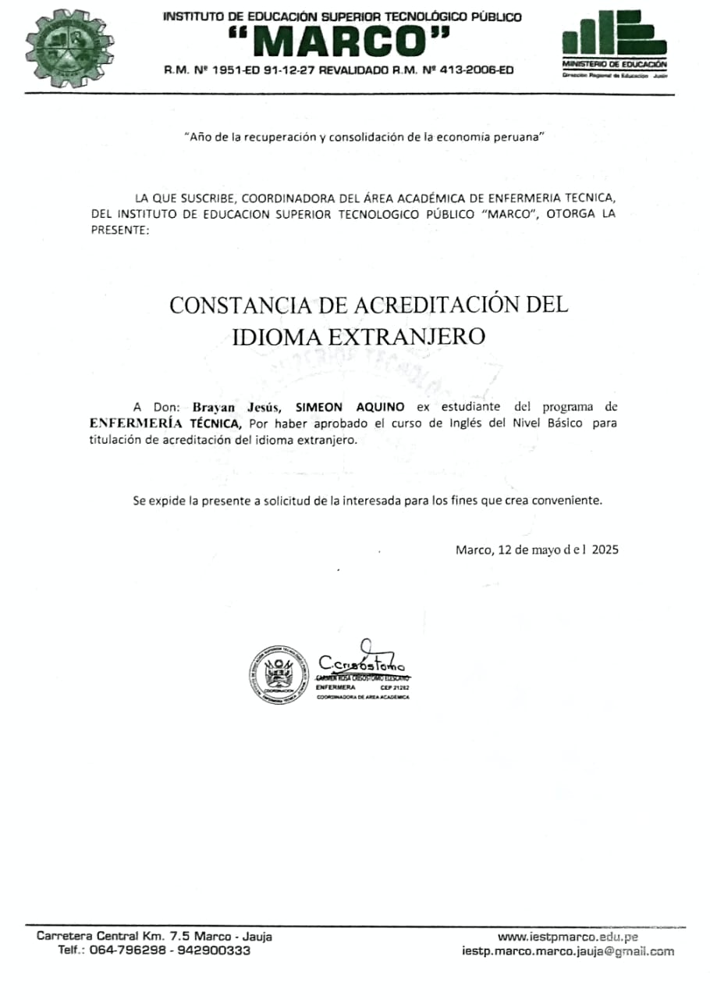 INSTITUTO DE EDUCACIÓN SUPERIOR TECNOLÓGICO PÚBLICO
“MARCO”
R.M. Nº 1951-ED 91-12-27 REVALIDADO R.M. Nº 413-2006-ED
MINISTERIO DE EDUCACIÓN
Dirección Regional de Educación Junín
“Año de la recuperación y consolidación de la economía peruana”
LA QUE SUSCRIBE, COORDINADORA DEL ÁREA ACADÉMICA DE ENFERMERIA TECNICA,
DEL INSTITUTO DE EDUCACION SUPERIOR TECNOLOGICO PÚBLICO “MARCO”, OTORGA LA
PRESENTE:
CONSTANCIA DE ACREDITACIÓN DEL
IDIOMA EXTRANJERO
A Don: Brayan Jesús, SIMEON AQUINO ex estudiante del programa de
ENFERMERÍA TÉCNICA, Por haber aprobado el curso de Inglés del Nivel Básico para
titulación de acreditación del idioma extranjero.
Se expide la presente a solicitud de la interesada para los fines que crea conveniente.
Marco, 12 de mayo d e l 2025
C.crisóstomo
CARMEN ROSA CRISOSTOMO ELESCANO
ENFERMERA CEP 21282
COORDINADORA DE AREA ACADEMICA
COORDINACION
Carretera Central Km. 7.5 Marco - Jauja
Telf.: 064-796298 - 942900333
www.iestpmarco.edu.pe
iestp.marco.marco.jauja@gmail.com